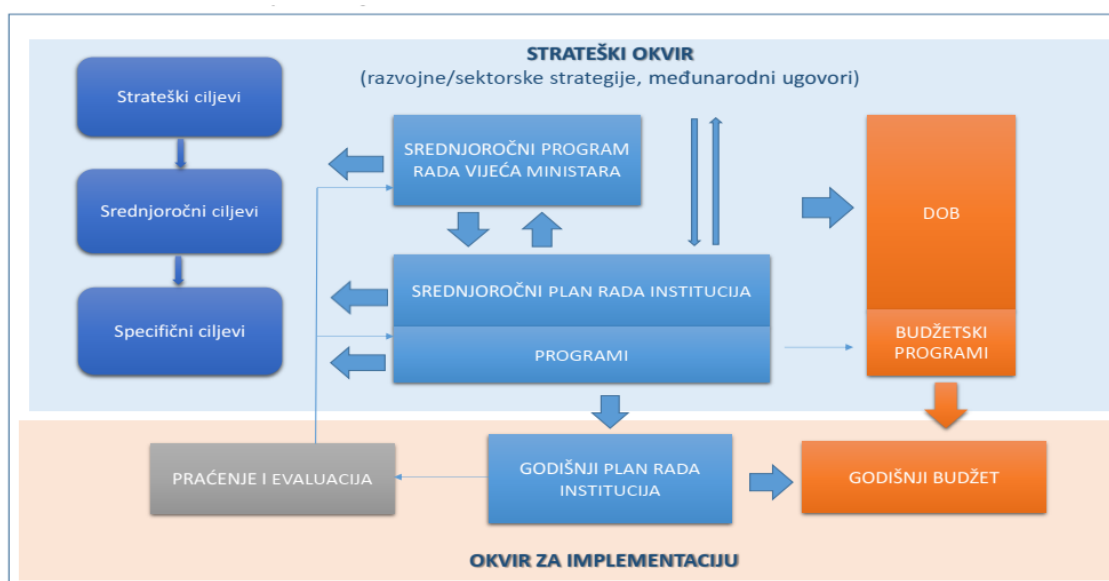 STRATEŠKI OKVIR
(razvojne/sektorske strategije, međunarodni ugovori)
Strateški ciljevi
SREDNJOROČNI PROGRAM
RADA VIJEĆA MINISTARA
Srednjoročni ciljevi
DOB
SREDNJOROČNI PLAN RADA INSTITUCIJA
Specifični ciljevi
PROGRAMI
BUDŽETSKI
PROGRAMI
PRAĆENJE I EVALUACIJA
GODIŠNJI PLAN RADA
INSTITUCIJA
GODIŠNJI BUDŽET
OKVIR ZA IMPLEMENTACIJU